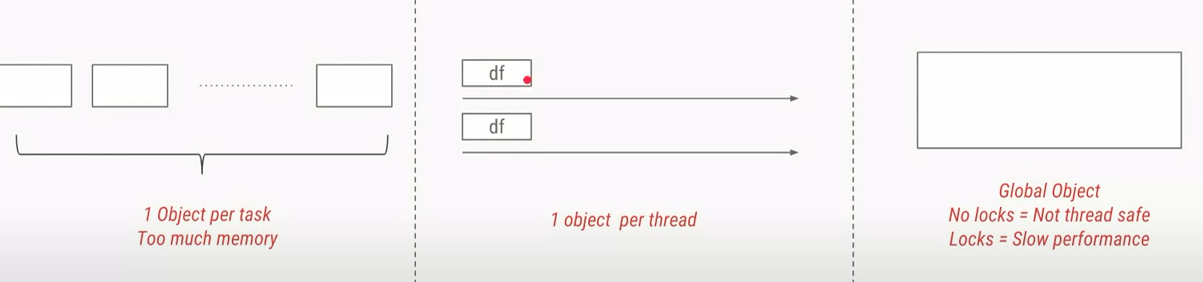 1 Object per task
Too much memory
df
df
1 object per thread
Global Object
No locks = Not thread safe
Locks = Slow performance